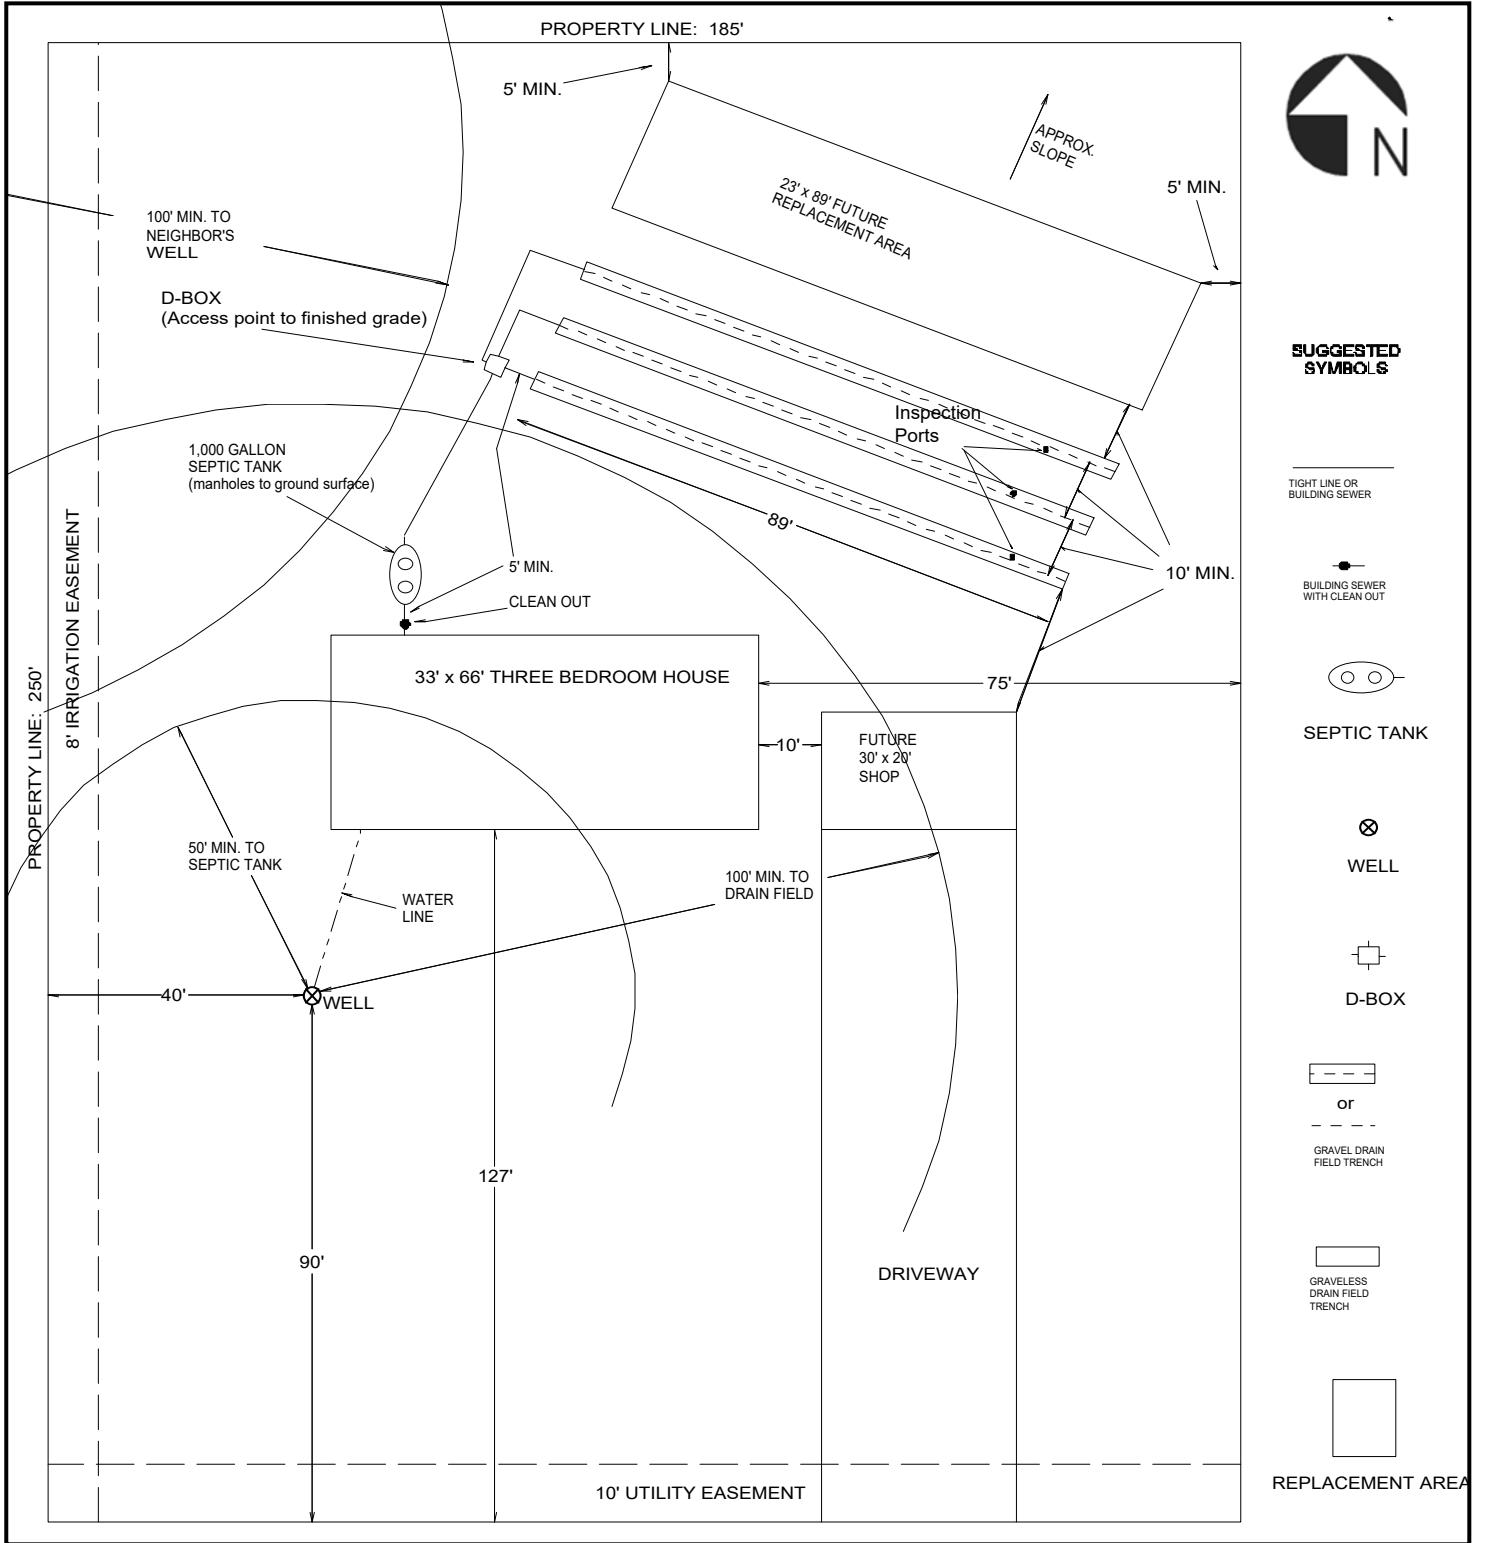 PROPERTY LINE: 185'
5' MIN.
APPROX.
SLOPE
N
5' MIN.
23' x 89' FUTURE
REPLACEMENT AREA
100' MIN. TO
NEIGHBOR'S
WELL
D-BOX
(Access point to finished grade)
SUGGESTED
SYMBOLS
Inspection
Ports
1,000 GALLON
SEPTIC TANK
(manholes to ground surface)
TIGHT LINE OR
BUILDING SEWER
89'
5' MIN.
10' MIN.
CLEAN OUT
BUILDING SEWER
WITH CLEAN OUT
8' IRRIGATION EASEMENT
PROPERTY LINE: 250'
33' x 66' THREE BEDROOM HOUSE
75'
SEPTIC TANK
10'
FUTURE
30' x 20'
SHOP
50' MIN. TO
SEPTIC TANK
WELL
100' MIN. TO
DRAIN FIELD
WATER
LINE
40'
WELL
D-BOX
or
GRAVEL DRAIN
FIELD TRENCH
127'
90'
DRIVEWAY
GRAVELESS
DRAIN FIELD
TRENCH
10' UTILITY EASEMENT
REPLACEMENT AREA